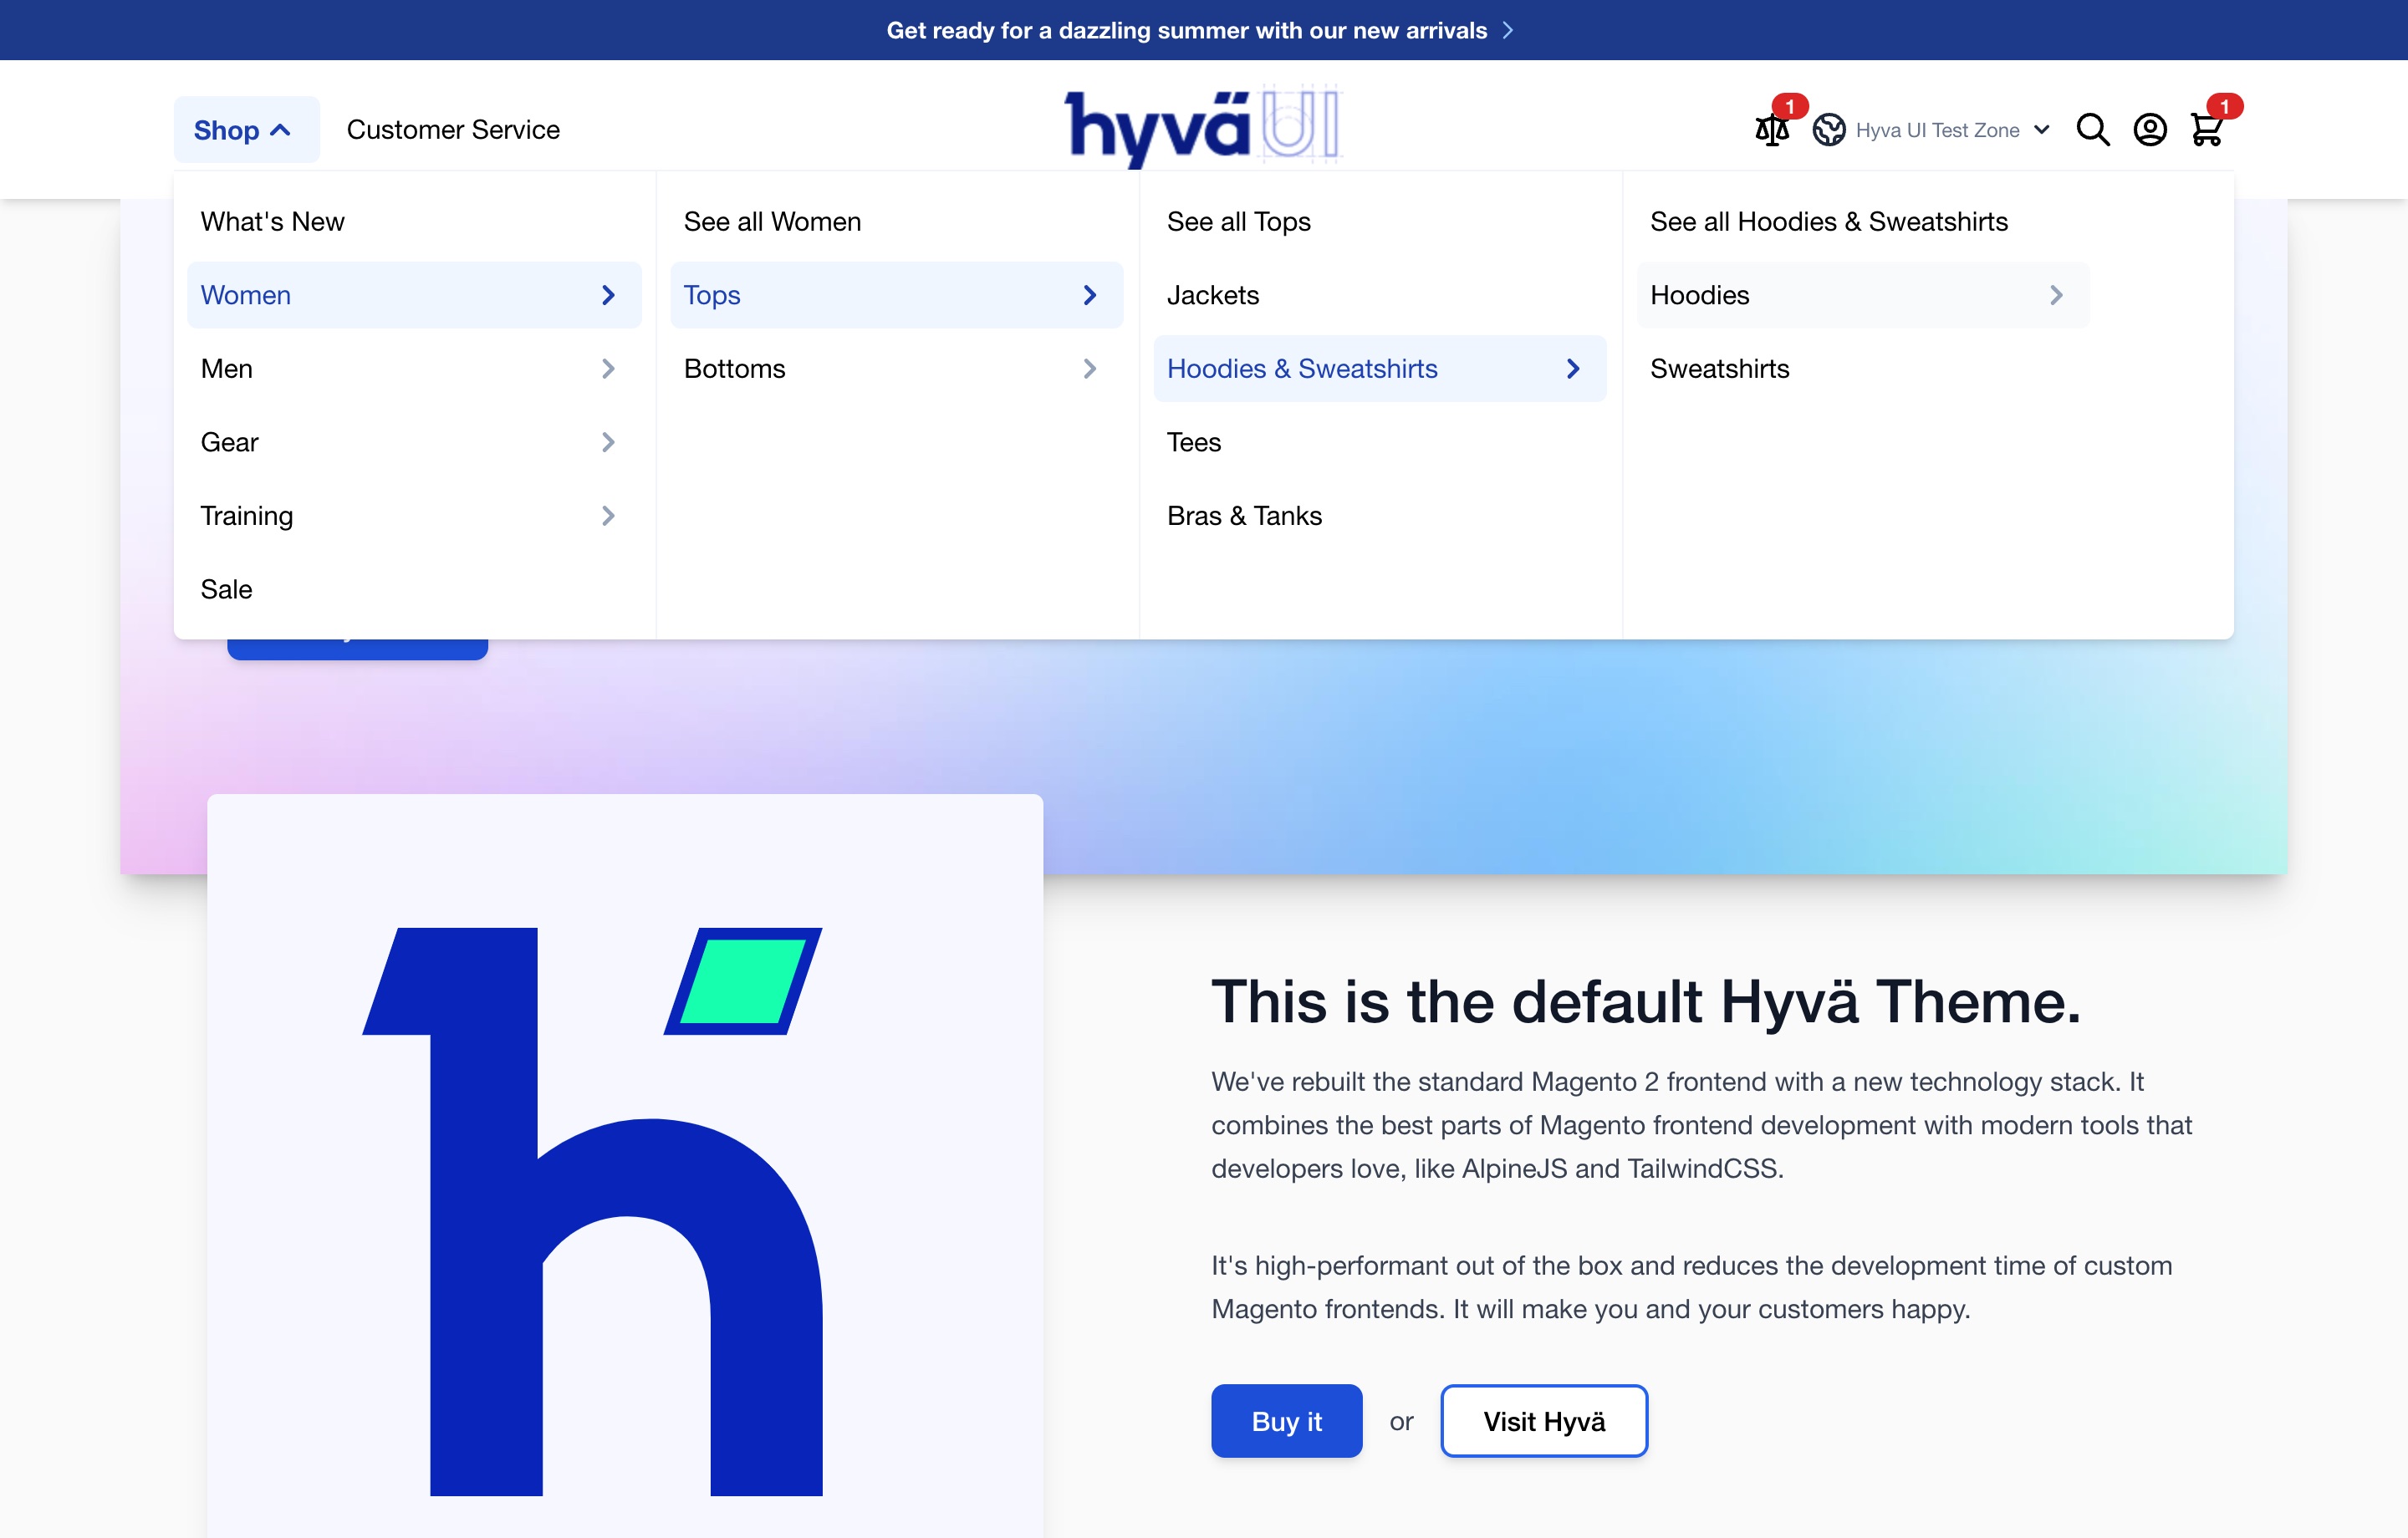 Get ready for a dazzling summer with our new arrivals
Shop
Customer Service
hyvä UI
1
Hyva UI Test Zone
1
What's New
Women
Men
Gear
Training
Sale
See all Women
Tops
Bottoms
See all Tops
Jackets
Hoodies & Sweatshirts
Tees
Bras & Tanks
See all Hoodies & Sweatshirts
Hoodies
Sweatshirts
This is the default Hyvä Theme.
We've rebuilt the standard Magento 2 frontend with a new technology stack. It
combines the best parts of Magento frontend development with modern tools that
developers love, like AlpineJS and TailwindCSS.
It's high-performant out of the box and reduces the development time of custom
Magento frontends. It will make you and your customers happy.
Buy it
or
Visit Hyvä